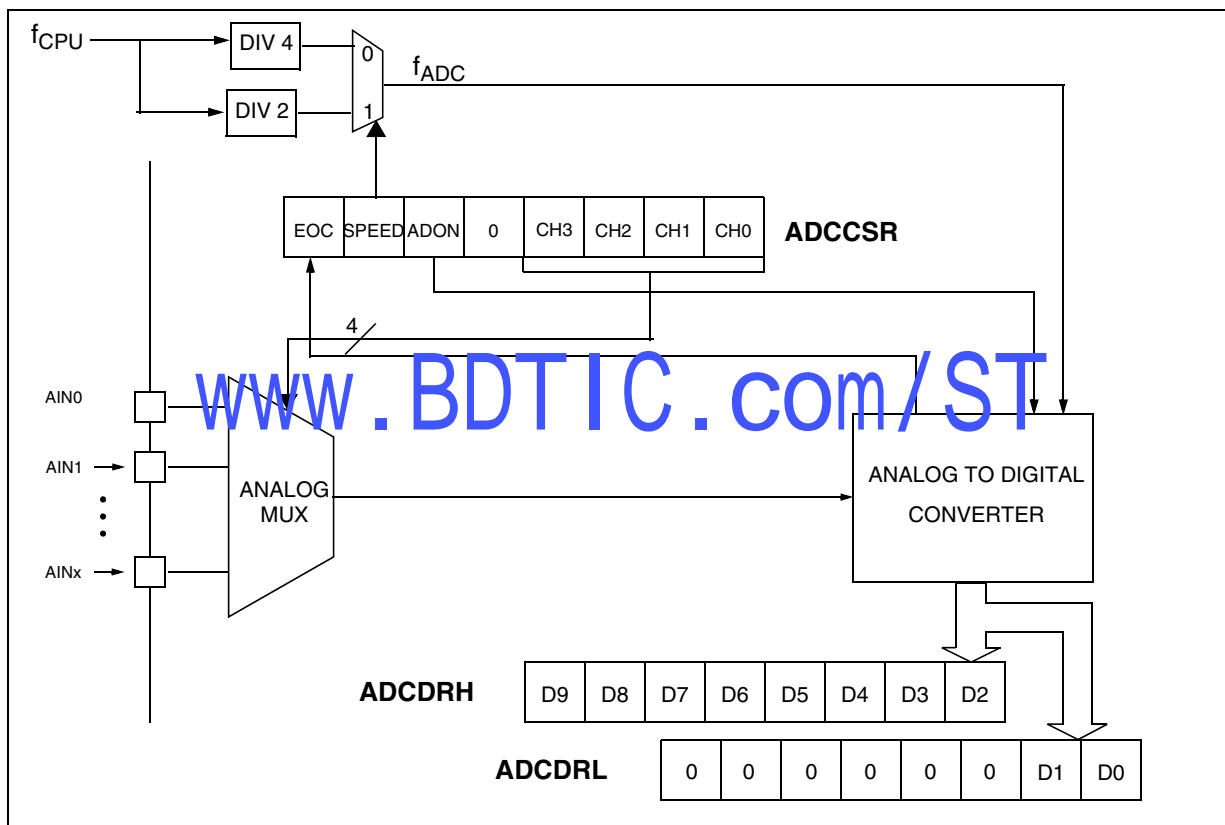 fCPU
DIV 4
0
fADC
DIV 2
1
EOC SPEED ADON 0 CH3 CH2 CH1 CH0 ADCCSR
4
www.BDTIC.com/ST
AIN0
AIN1
ANALOG
MUX
ANALOG TO DIGITAL
CONVERTER
AINx
ADCDRH D9 D8 D7 D6 D5 D4 D3 D2
ADCDRL 0 0 0 0 0 0 D1 D0